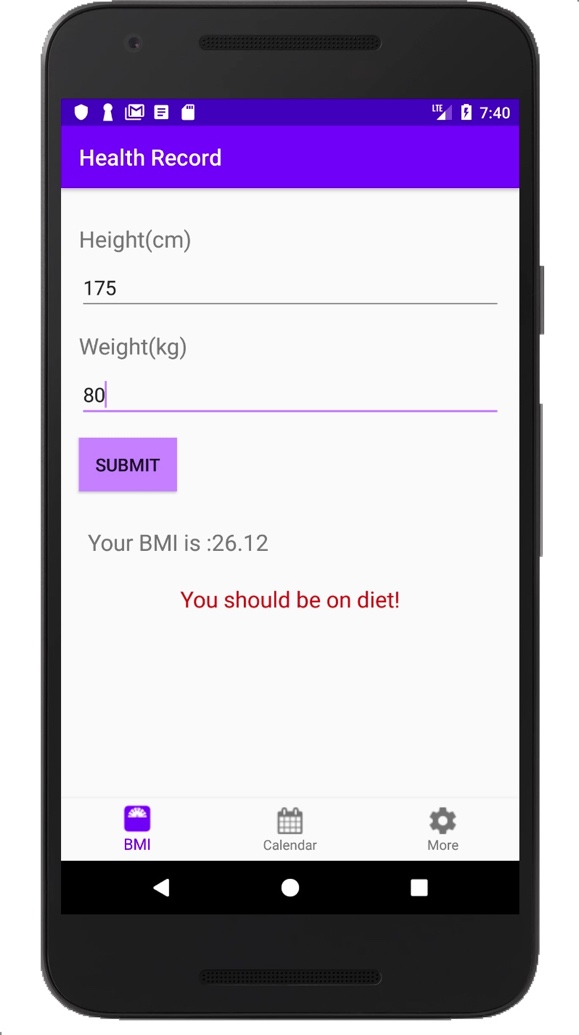 LTE 7:40
Health Record
Height(cm)
175
Weight(kg)
80
SUBMIT
Your BMI is :26.12
You should be on diet!
BMI Calendar More